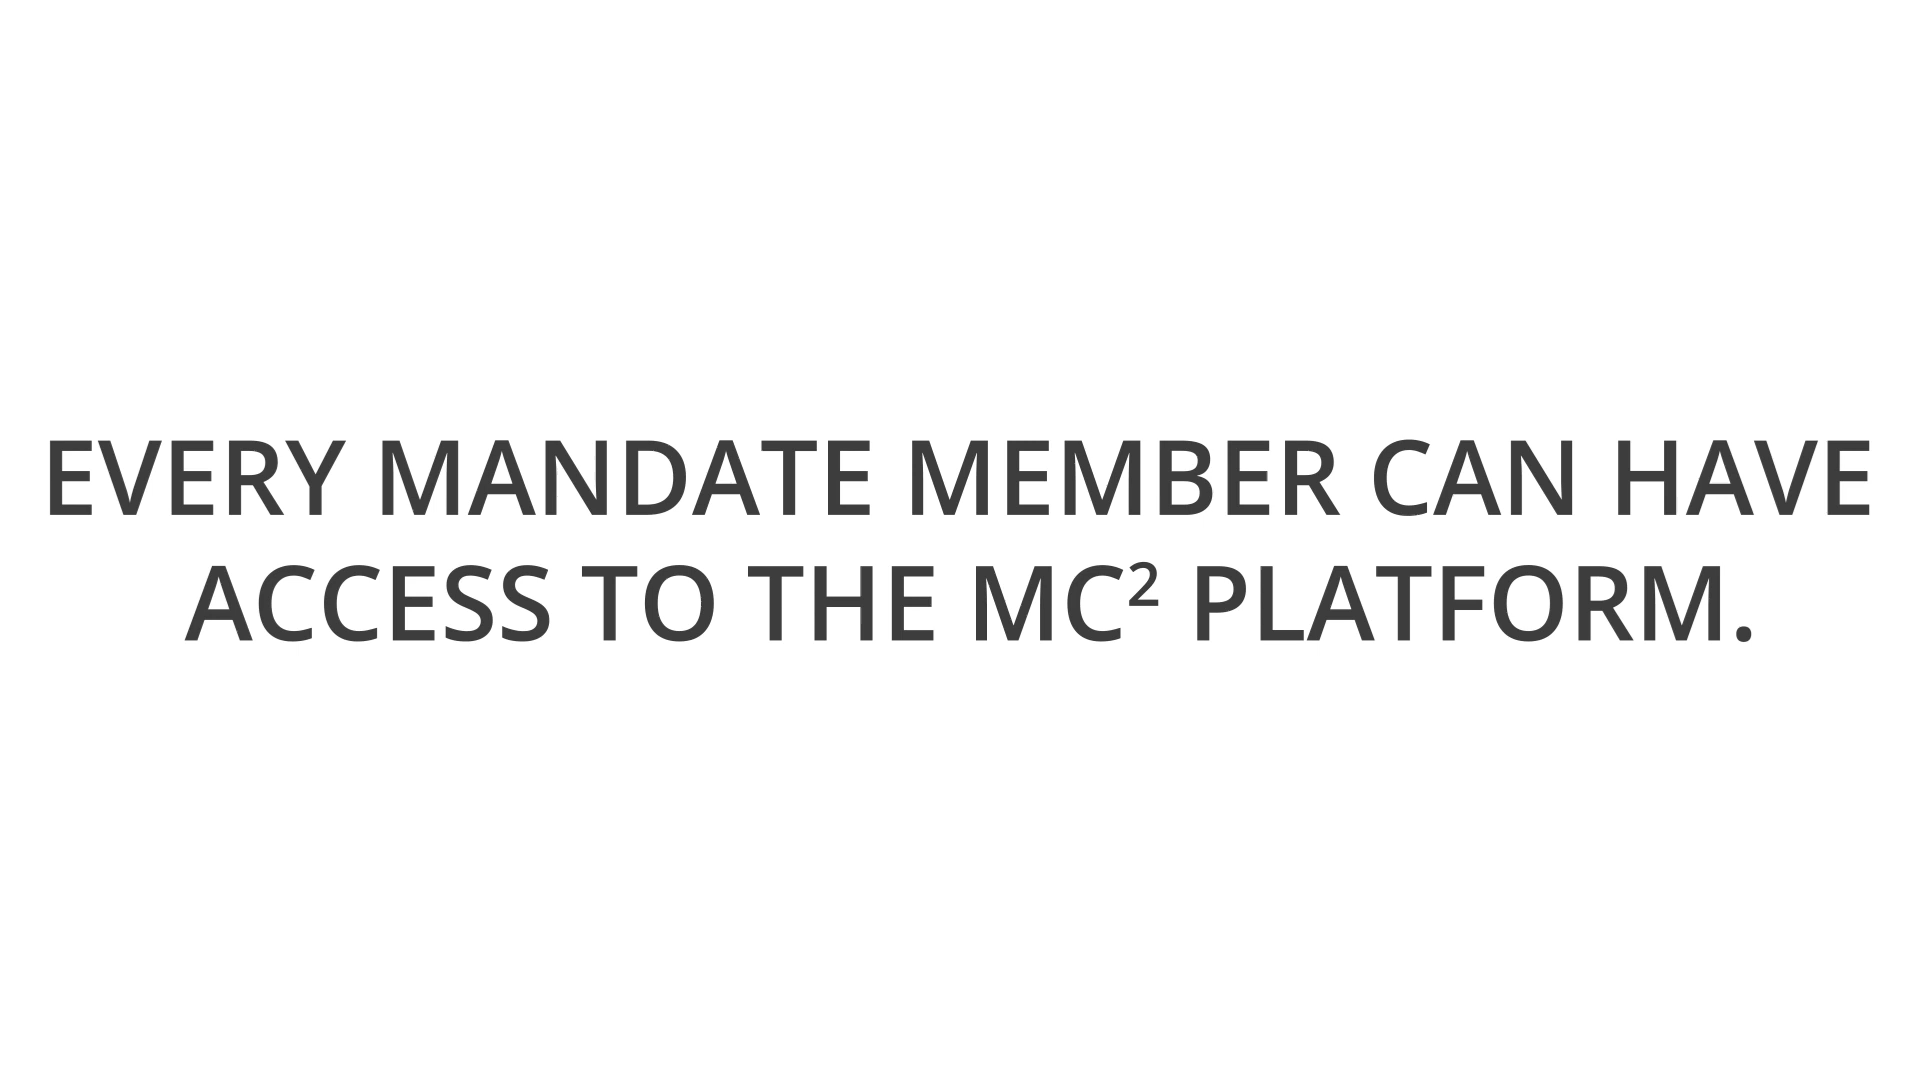 EVERY MANDATE MEMBER CAN HAVE
ACCESS TO THE MC² PLATFORM.